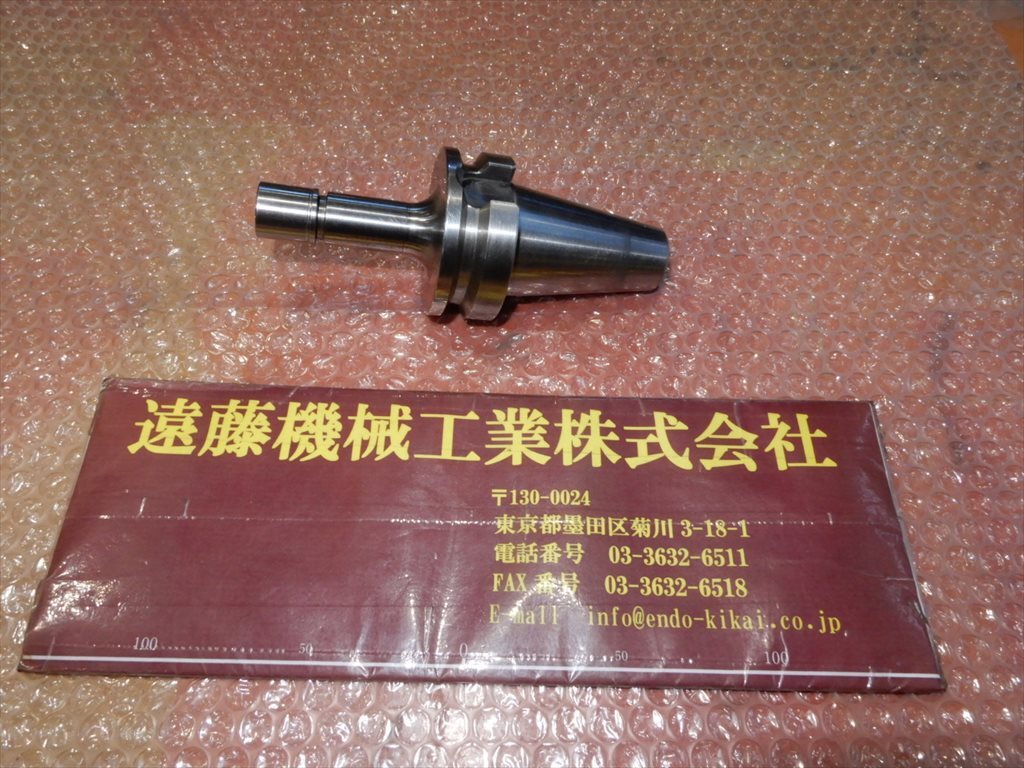 遠藤機械工業株式会社
〒130-0024
東京都墨田区菊川 3-18-1
電話番号 03-3632-6511
FAX 番号 03-3632-6518
E-mall info@endo-kikai.co.jp
100 50 0 50 100